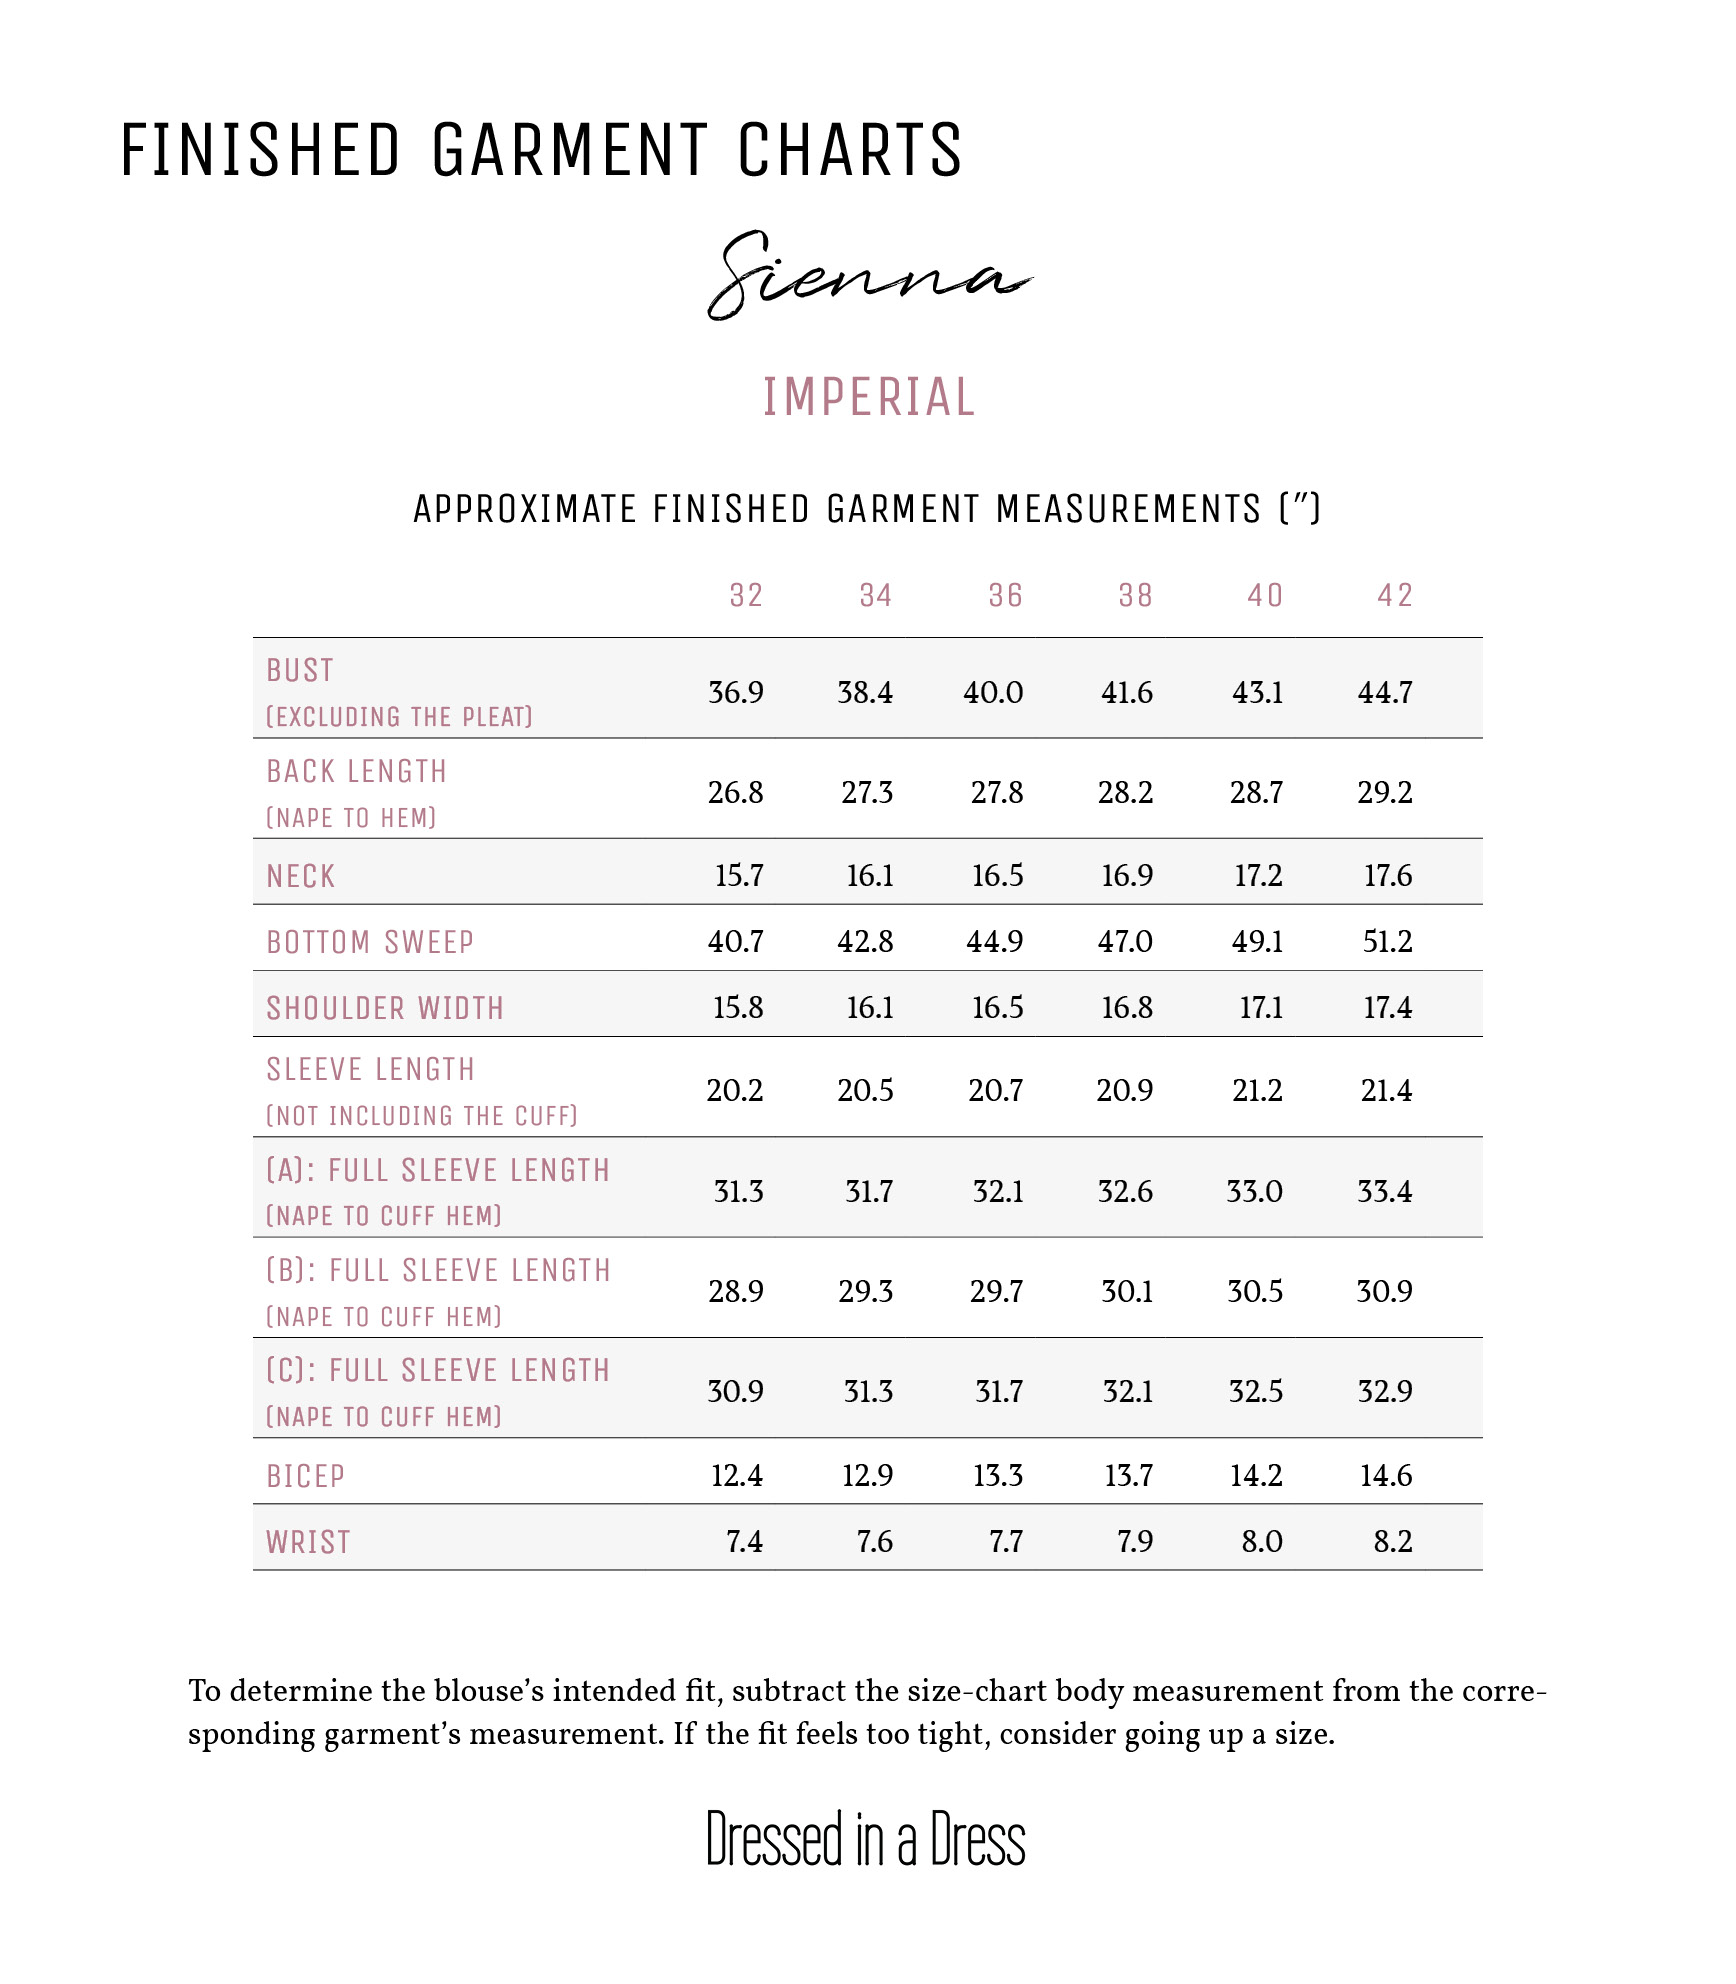 FINISHED GARMENT CHARTS
Sienna
IMPERIAL
APPROXIMATE FINISHED GARMENT MEASUREMENTS (″)
32 34 36 38 40 42
BUST
(EXCLUDING THE PLEAT)
36.9 38.4 40.0 41.6 43.1 44.7
BACK LENGTH
(NAPE TO HEM)
26.8 27.3 27.8 28.2 28.7 29.2
NECK 15.7 16.1 16.5 16.9 17.2 17.6
BOTTOM SWEEP 40.7 42.8 44.9 47.0 49.1 51.2
SHOULDER WIDTH 15.8 16.1 16.5 16.8 17.1 17.4
SLEEVE LENGTH
(NOT INCLUDING THE CUFF)
20.2 20.5 20.7 20.9 21.2 21.4
(A): FULL SLEEVE LENGTH
(NAPE TO CUFF HEM)
31.3 31.7 32.1 32.6 33.0 33.4
(B): FULL SLEEVE LENGTH
(NAPE TO CUFF HEM)
28.9 29.3 29.7 30.1 30.5 30.9
(C): FULL SLEEVE LENGTH
(NAPE TO CUFF HEM)
30.9 31.3 31.7 32.1 32.5 32.9
BICEP 12.4 12.9 13.3 13.7 14.2 14.6
WRIST 7.4 7.6 7.7 7.9 8.0 8.2
To determine the blouse’s intended fit, subtract the size-chart body measurement from the corre-
sponding garment’s measurement. If the fit feels too tight, consider going up a size.
Dressed in a Dress